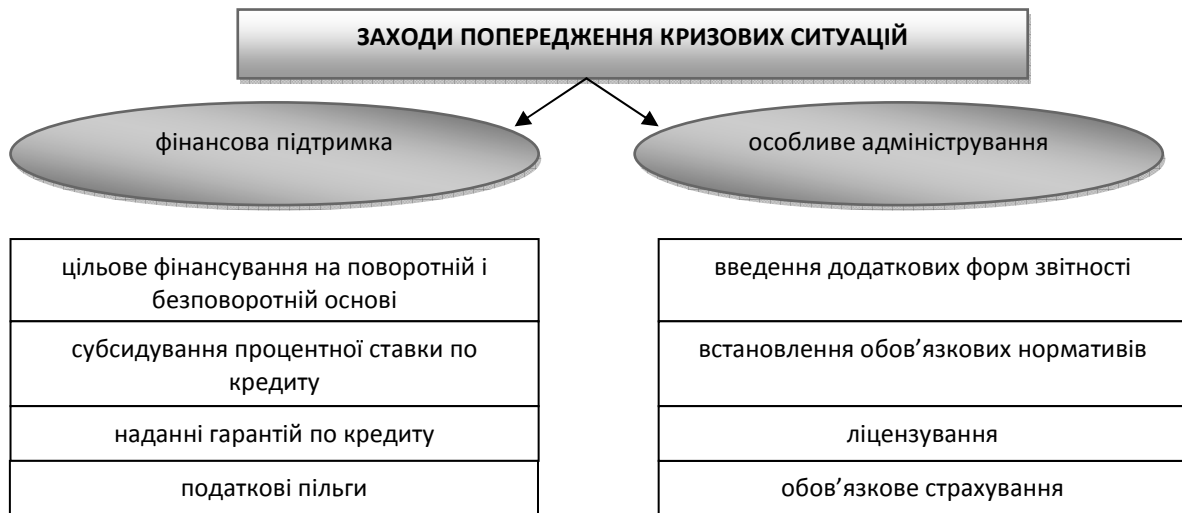 ЗАХОДИ ПОПЕРЕДЖЕННЯ КРИЗОВИХ СИТУАЦІЙ
фінансова підтримка
особливе адміністрування
цільове фінансування на поворотній і
безповоротній основі
субсидування процентної ставки по
кредиту
наданні гарантій по кредиту
податкові пільги
введення додаткових форм звітності
встановлення обов’язкових нормативів
ліцензування
обов’язкове страхування